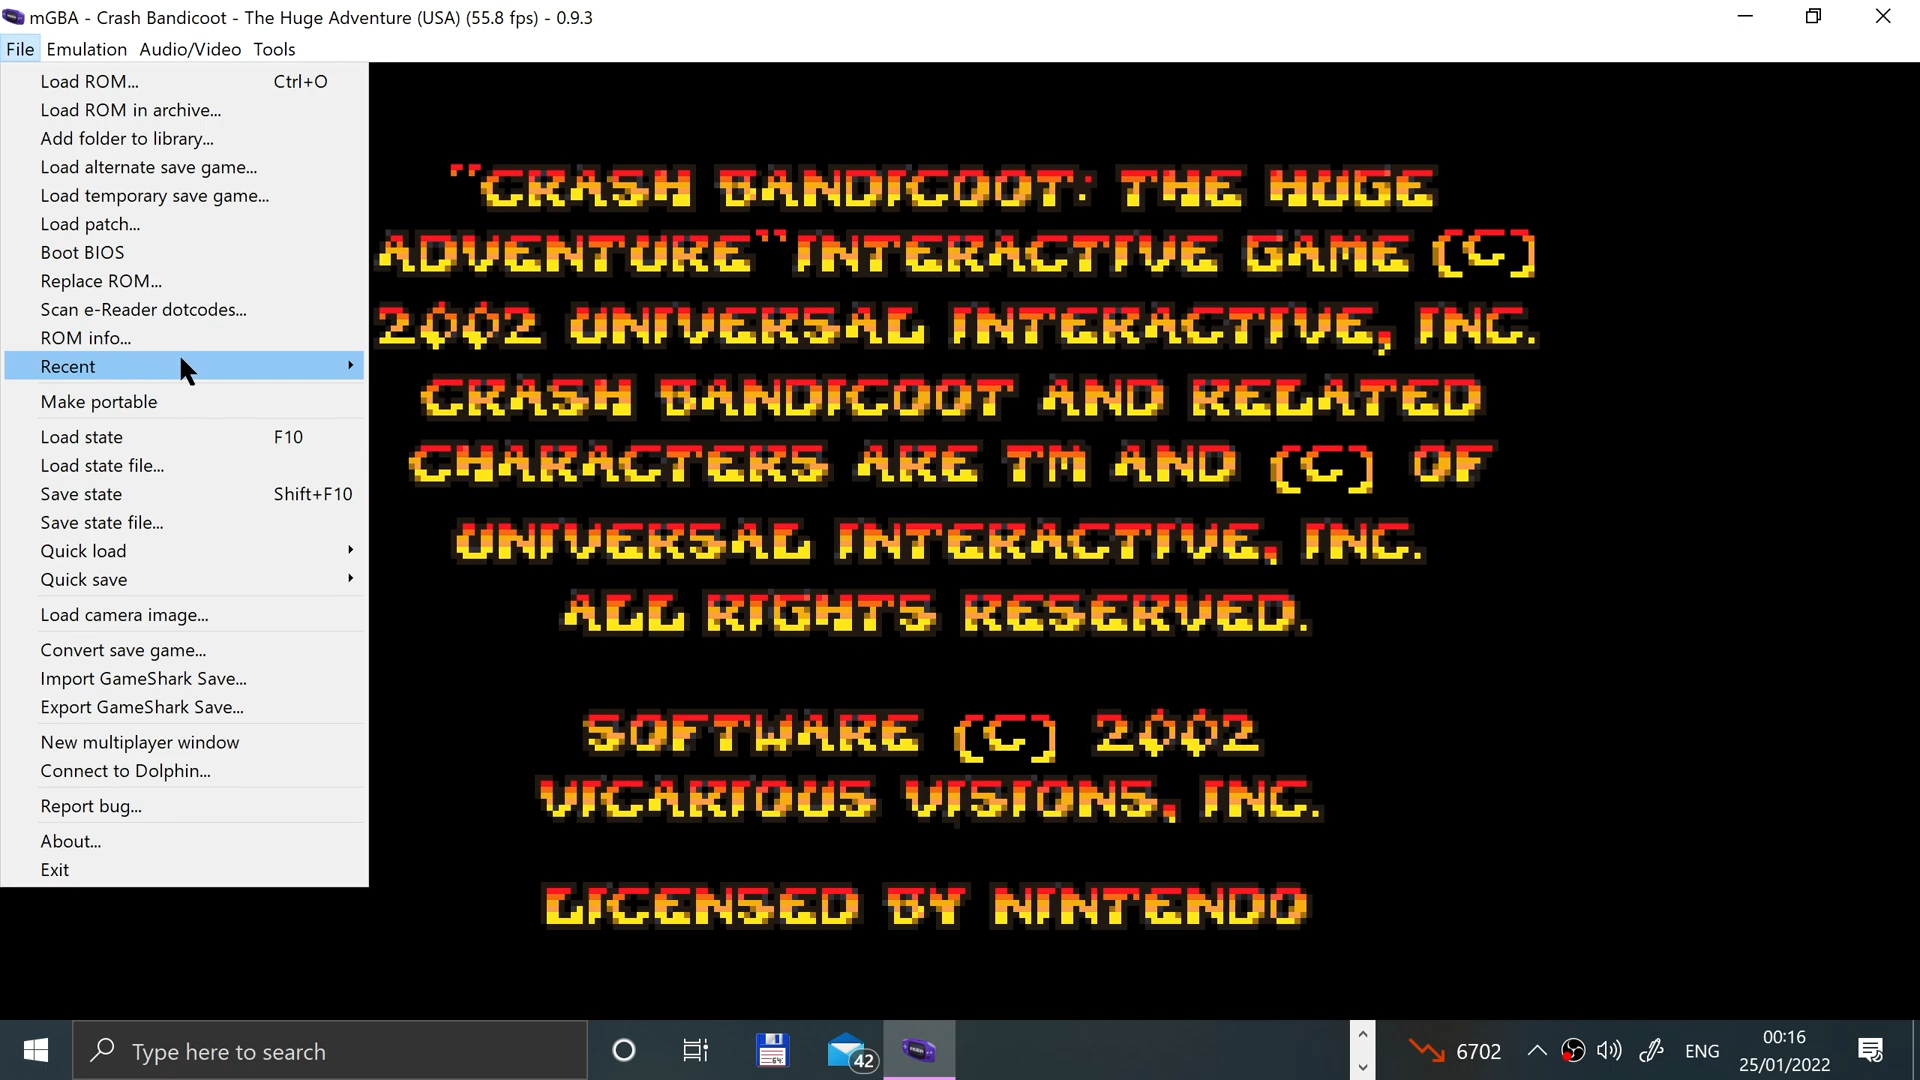 mGBA - Crash Bandicoot - The Huge Adventure (USA) (55.8 fps) - 0.9.3
File Emulation Audio/Video Tools
Load ROM... Ctrl+O
Load ROM in archive...
Add folder to library...
Load alternate save game...
Load temporary save game...
Load patch...
Boot BIOS
Replace ROM...
Scan e-Reader dotcodes...
ROM info...
Recent
Make portable
Load state F10
Load state file...
Save state Shift+F10
Save state file...
Quick load
Quick save
Load camera image...
Convert save game...
Import GameShark Save...
Export GameShark Save...
New multiplayer window
Connect to Dolphin...
Report bug...
About...
Exit
"CRASH BANDICOOT: THE HUGE
ADVENTURE"INTERACTIVE GAME (C)
2002 UNIVERSAL INTERACTIVE, INC.
CRASH BANDICOOT AND RELATED
CHARACTERS ARE TM AND (C) OF
UNIVERSAL INTERACTIVE, INC.
ALL RIGHTS RESERVED.
SOFTWARE (C) 2002
VICARIOUS VISIONS, INC.
LICENSED BY NINTENDO
Type here to search
64
42
6702
ENG
00:16
25/01/2022